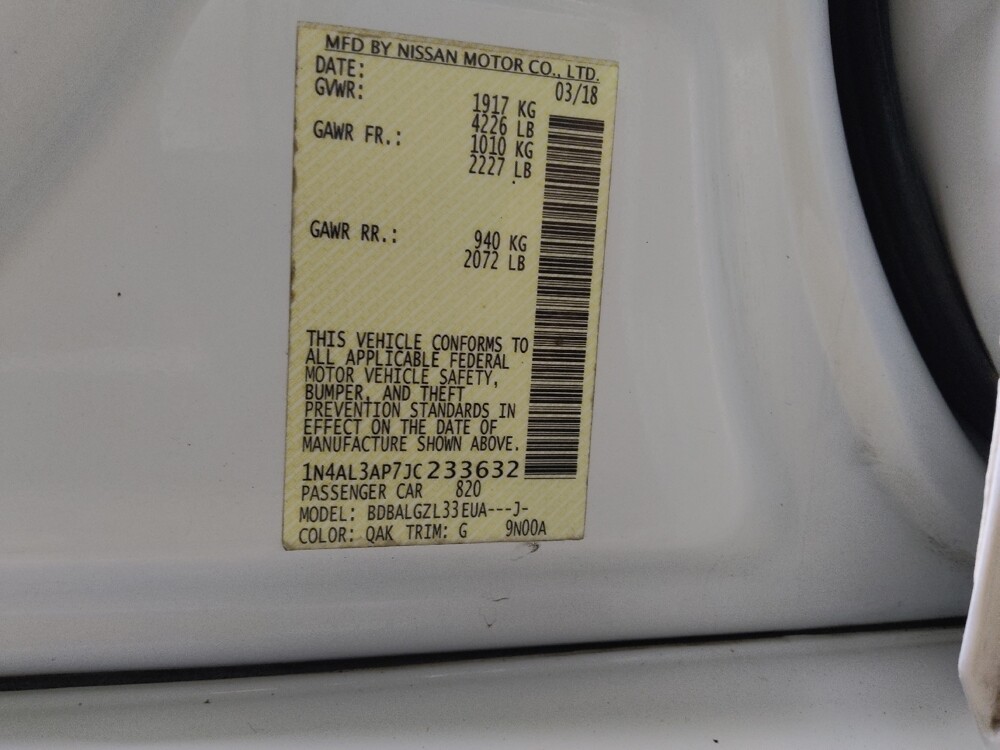 MFD BY NISSAN MOTOR CO., LTD.
DATE: 03/18
GVWR: 1917 KG
4226 LB
GAWR FR.: 1010 KG
2227 LB
GAWR RR.: 940 KG
2072 LB
THIS VEHICLE CONFORMS TO
ALL APPLICABLE FEDERAL
MOTOR VEHICLE SAFETY,
BUMPER, AND THEFT
PREVENTION STANDARDS IN
EFFECT ON THE DATE OF
MANUFACTURE SHOWN ABOVE.
1N4AL3AP7JC233632
PASSENGER CAR 820
MODEL: BDBALGZL33EUA---J-
COLOR: QAK TRIM: G 9N00A